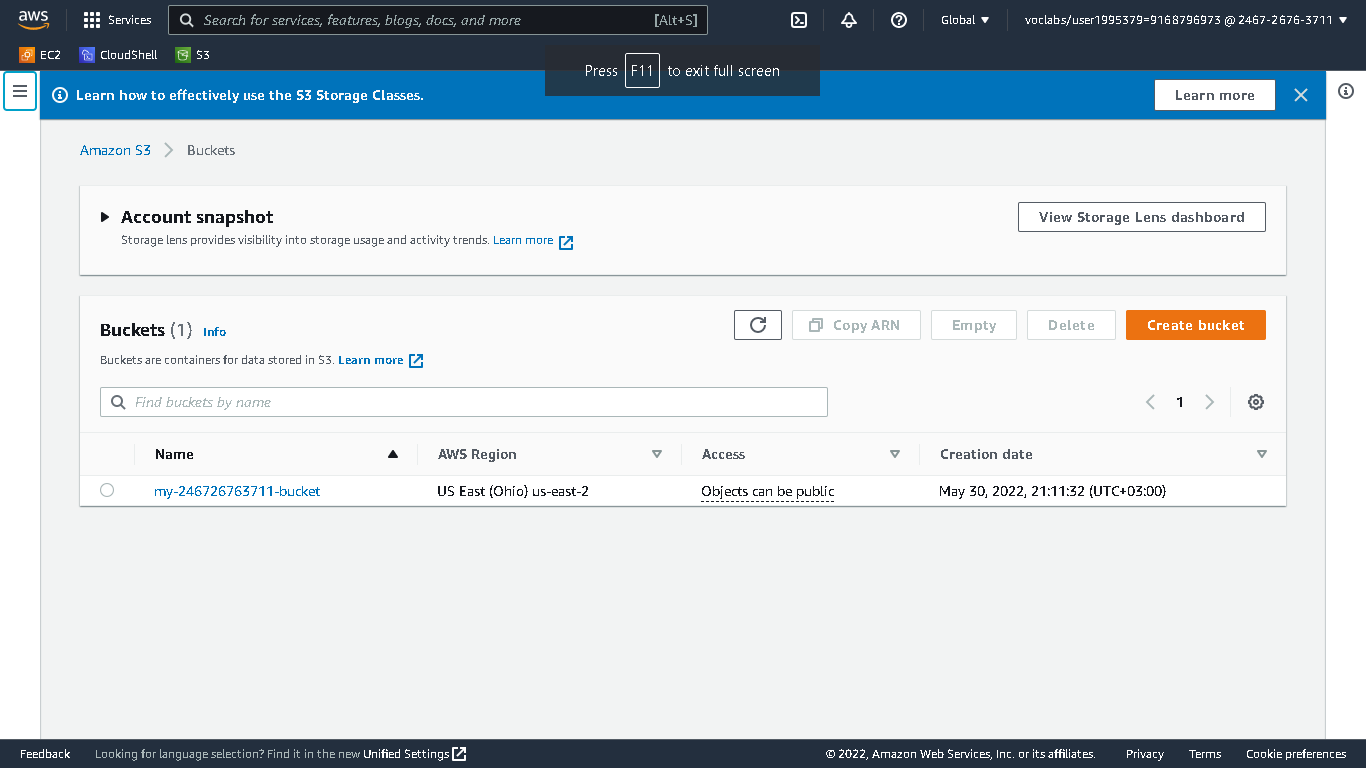 aws Services Search for services, features, blogs, docs, and more [Alt+S] Global voclabs/user1995379=9168796973 @ 2467-2676-3711
EC2 CloudShell S3
Press F11 to exit full screen
Learn how to effectively use the S3 Storage Classes. Learn more
Amazon S3 Buckets
Account snapshot View Storage Lens dashboard
Storage lens provides visibility into storage usage and activity trends. Learn more
Buckets (1) Info Copy ARN Empty Delete Create bucket
Buckets are containers for data stored in S3. Learn more
Find buckets by name 1
Name AWS Region Access Creation date
my-246726763711-bucket US East (Ohio) us-east-2 Objects can be public May 30, 2022, 21:11:32 (UTC+03:00)
Feedback Looking for language selection? Find it in the new Unified Settings © 2022, Amazon Web Services, Inc. or its affiliates. Privacy Terms Cookie preferences